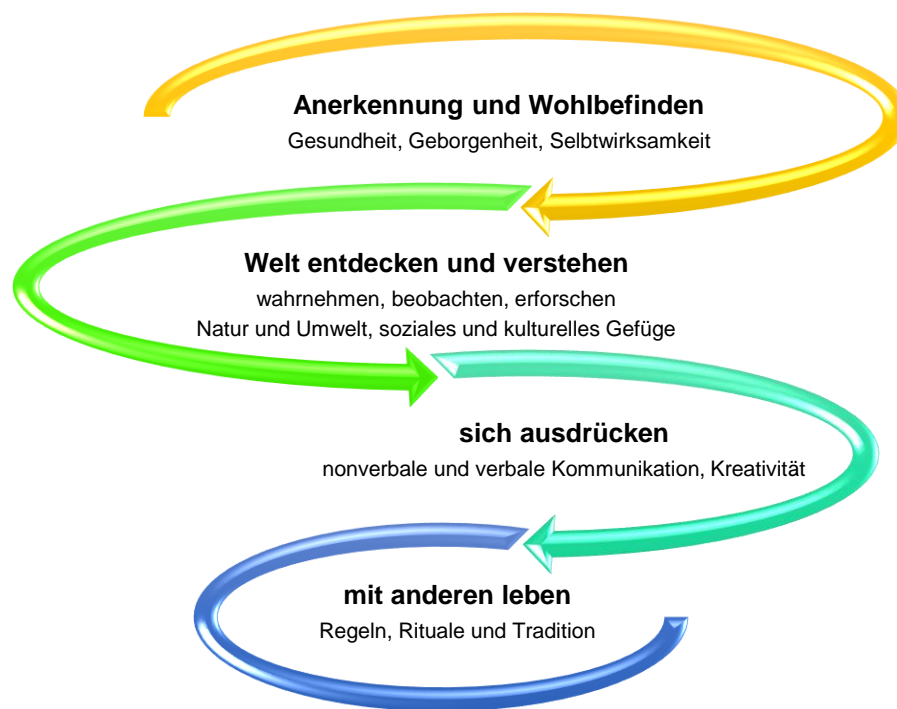 Anerkennung und Wohlbefinden
Gesundheit, Geborgenheit, Selbtwirksamkeit
Welt entdecken und verstehen
wahrnehmen, beobachten, erforschen
Natur und Umwelt, soziales und kulturelles Gefüge
sich ausdrücken
nonverbale und verbale Kommunikation, Kreativität
mit anderen leben
Regeln, Rituale und Tradition